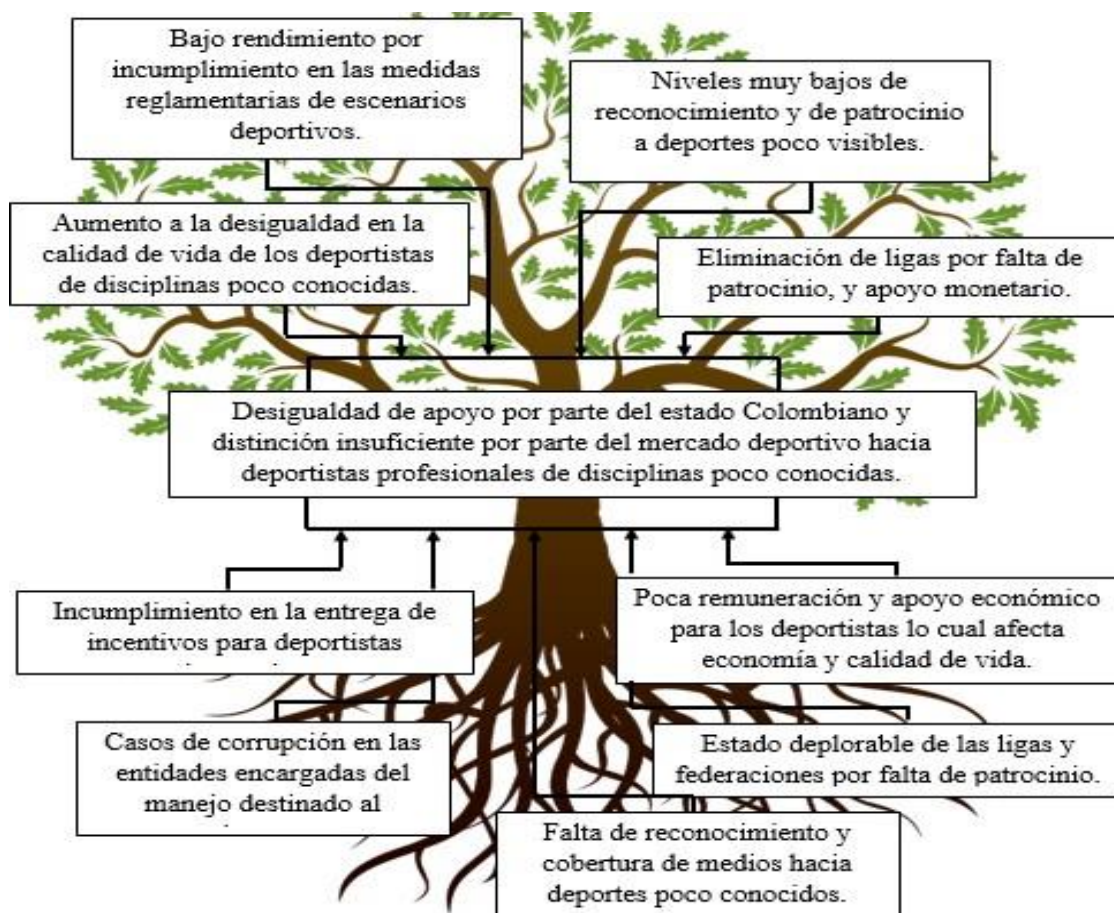 Bajo rendimiento por
incumplimiento en las medidas
reglamentarias de escenarios
deportivos.
Niveles muy bajos de
reconocimiento y de patrocinio
a deportes poco visibles.
Aumento a la desigualdad en la
calidad de vida de los deportistas
de disciplinas poco conocidas.
Eliminación de ligas por falta de
patrocinio, y apoyo monetario.
Desigualdad de apoyo por parte del estado Colombiano y
distinción insuficiente por parte del mercado deportivo hacia
deportistas profesionales de disciplinas poco conocidas.
Incumplimiento en la entrega de
incentivos para deportistas
Poca remuneración y apoyo económico
para los deportistas lo cual afecta
economía y calidad de vida.
Casos de corrupción en las
entidades encargadas del
manejo destinado al
Estado deplorable de las ligas y
federaciones por falta de patrocinio.
Falta de reconocimiento y
cobertura de medios hacia
deportes poco conocidos.